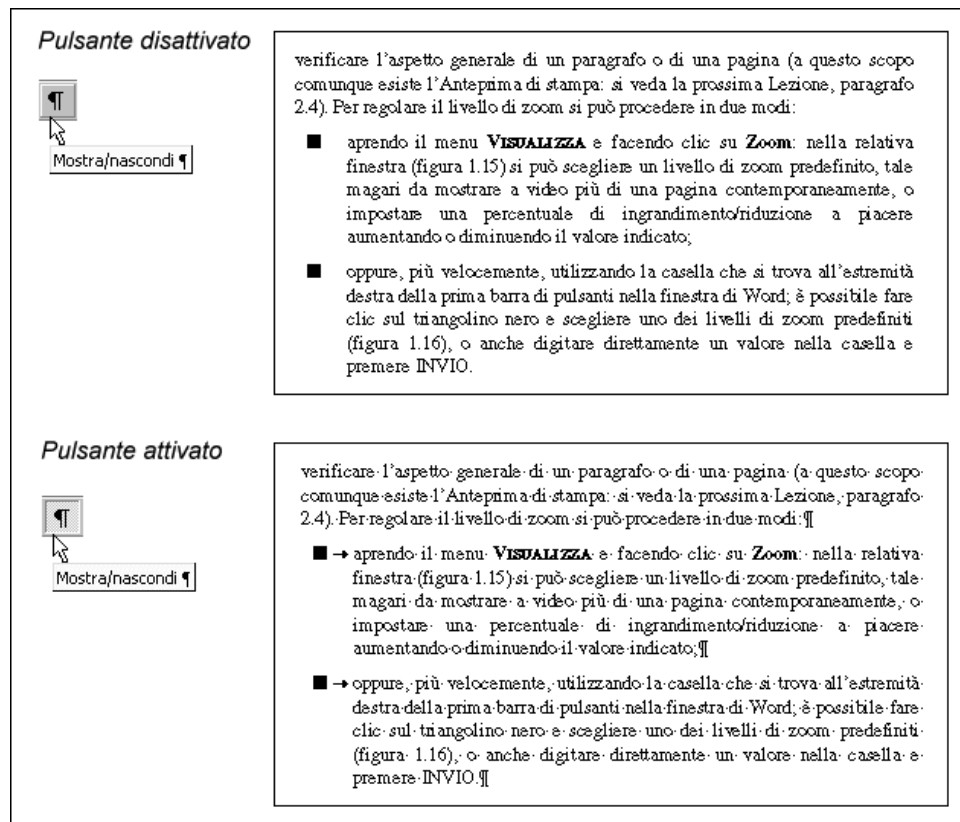 Pulsante disattivato
¶
Mostra/nascondi ¶
verificare l'aspetto generale di un paragrafo o di una pagina (a questo scopo
comunque esiste l'Anteprima di stampa: si veda la prossima Lezione, paragrafo
2.4). Per regolare il livello di zoom si può procedere in due modi:
■ aprendo il menu VISUALIZZA e facendo clic su Zoom: nella relativa
finestra (figura 1.15) si può scegliere un livello di zoom predefinito, tale
magari da mostrare a video più di una pagina contemporaneamente, o
impostare una percentuale di ingrandimento/riduzione a piacere
aumentando o diminuendo il valore indicato;
■ oppure, più velocemente, utilizzando la casella che si trova all'estremità
destra della prima barra di pulsanti nella finestra di Word; è possibile fare
clic sul triangolino nero e scegliere uno dei livelli di zoom predefiniti
(figura 1.16), o anche digitare direttamente un valore nella casella e
premere INVIO.
Pulsante attivato
¶
Mostra/nascondi ¶
verificare·l'aspetto·generale·di·un·paragrafo·o·di·una·pagina·(a·questo·scopo·
comunque·esiste·l'Anteprima·di·stampa:·si·veda·la·prossima·Lezione,·paragrafo·
2.4).·Per·regolare·il·livello·di·zoom·si·può·procedere·in·due·modi:¶
■→aprendo·il·menu·VISUALIZZA·e·facendo·clic·su·Zoom:·nella·relativa·
finestra·(figura·1.15)·si·può·scegliere·un·livello·di·zoom·predefinito,·tale·
magari·da·mostrare·a·video·più·di·una·pagina·contemporaneamente,·o·
impostare·una·percentuale·di·ingrandimento/riduzione·a·piacere·
aumentando·o·diminuendo·il·valore·indicato;¶
■→oppure,·più·velocemente,·utilizzando·la·casella·che·si·trova·all'estremità·
destra·della·prima·barra·di·pulsanti·nella·finestra·di·Word;·è·possibile·fare·
clic·sul·triangolino·nero·e·scegliere·uno·dei·livelli·di·zoom·predefiniti·
(figura·1.16),·o·anche·digitare·direttamente·un·valore·nella·casella·e·
premere·INVIO.¶